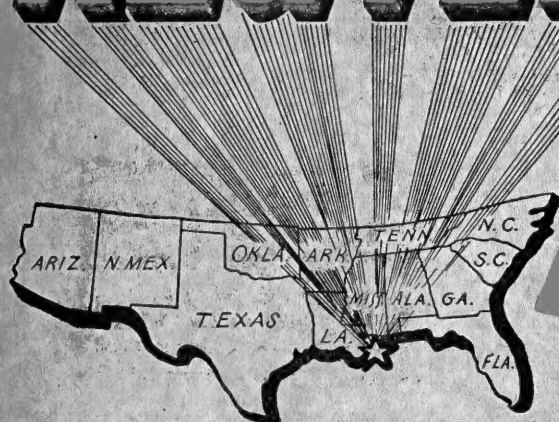 N.C.
TENN.
OKLA. ARK.
S.C.
ARIZ. N.MEX.
MISS. ALA. GA.
TEXAS
LA.
FLA.